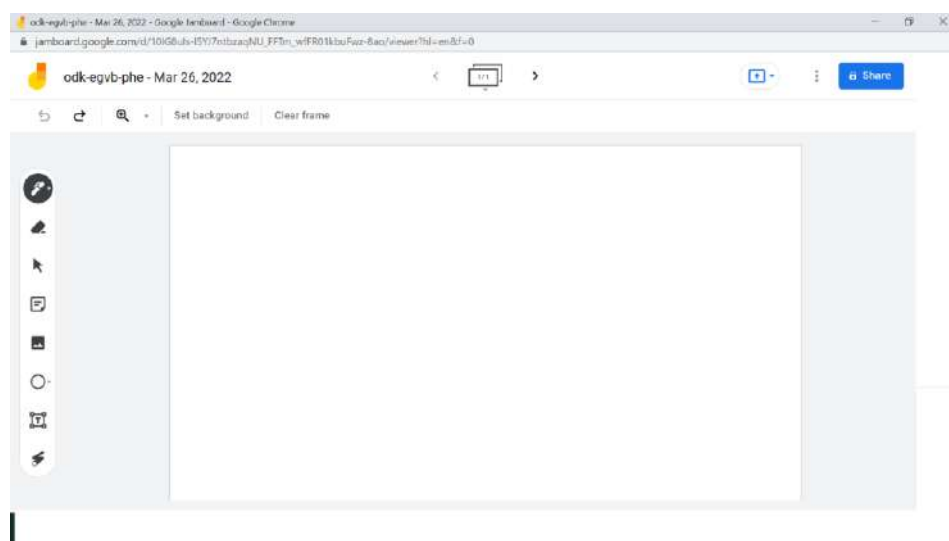 odk-egvb-phe - Mar 26, 2022 - Google Jamboard - Google Chrome
odk-egvb-phe - Mar 26, 2022
1/1
Share
Set background
Clear frame